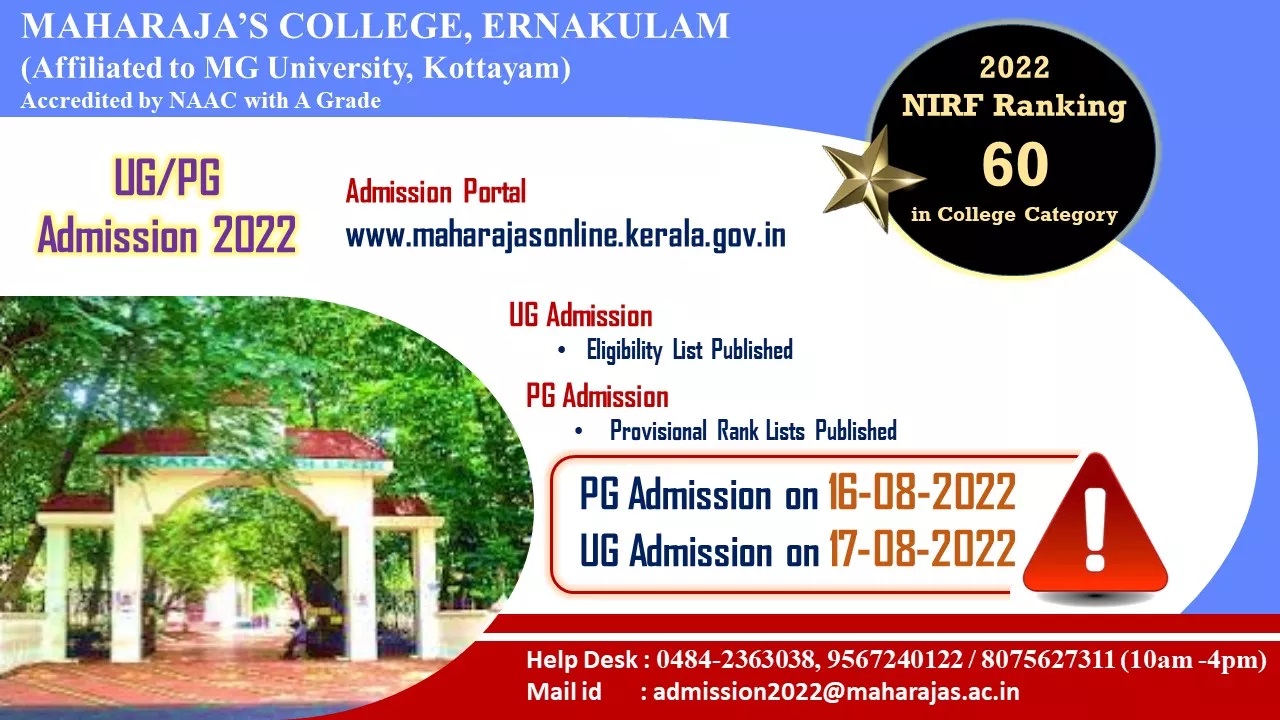 MAHARAJA’S COLLEGE, ERNAKULAM
(Affiliated to MG University, Kottayam)
Accredited by NAAC with A Grade
2022
NIRF Ranking
60
in College Category
UG/PG
Admission 2022
Admission Portal
www.maharajasonline.kerala.gov.in
UG Admission
• Eligibility List Published
PG Admission
• Provisional Rank Lists Published
PG Admission on 16-08-2022
UG Admission on 17-08-2022
!
Help Desk : 0484-2363038, 9567240122 / 8075627311 (10am -4pm)
Mail id : admission2022@maharajas.ac.in